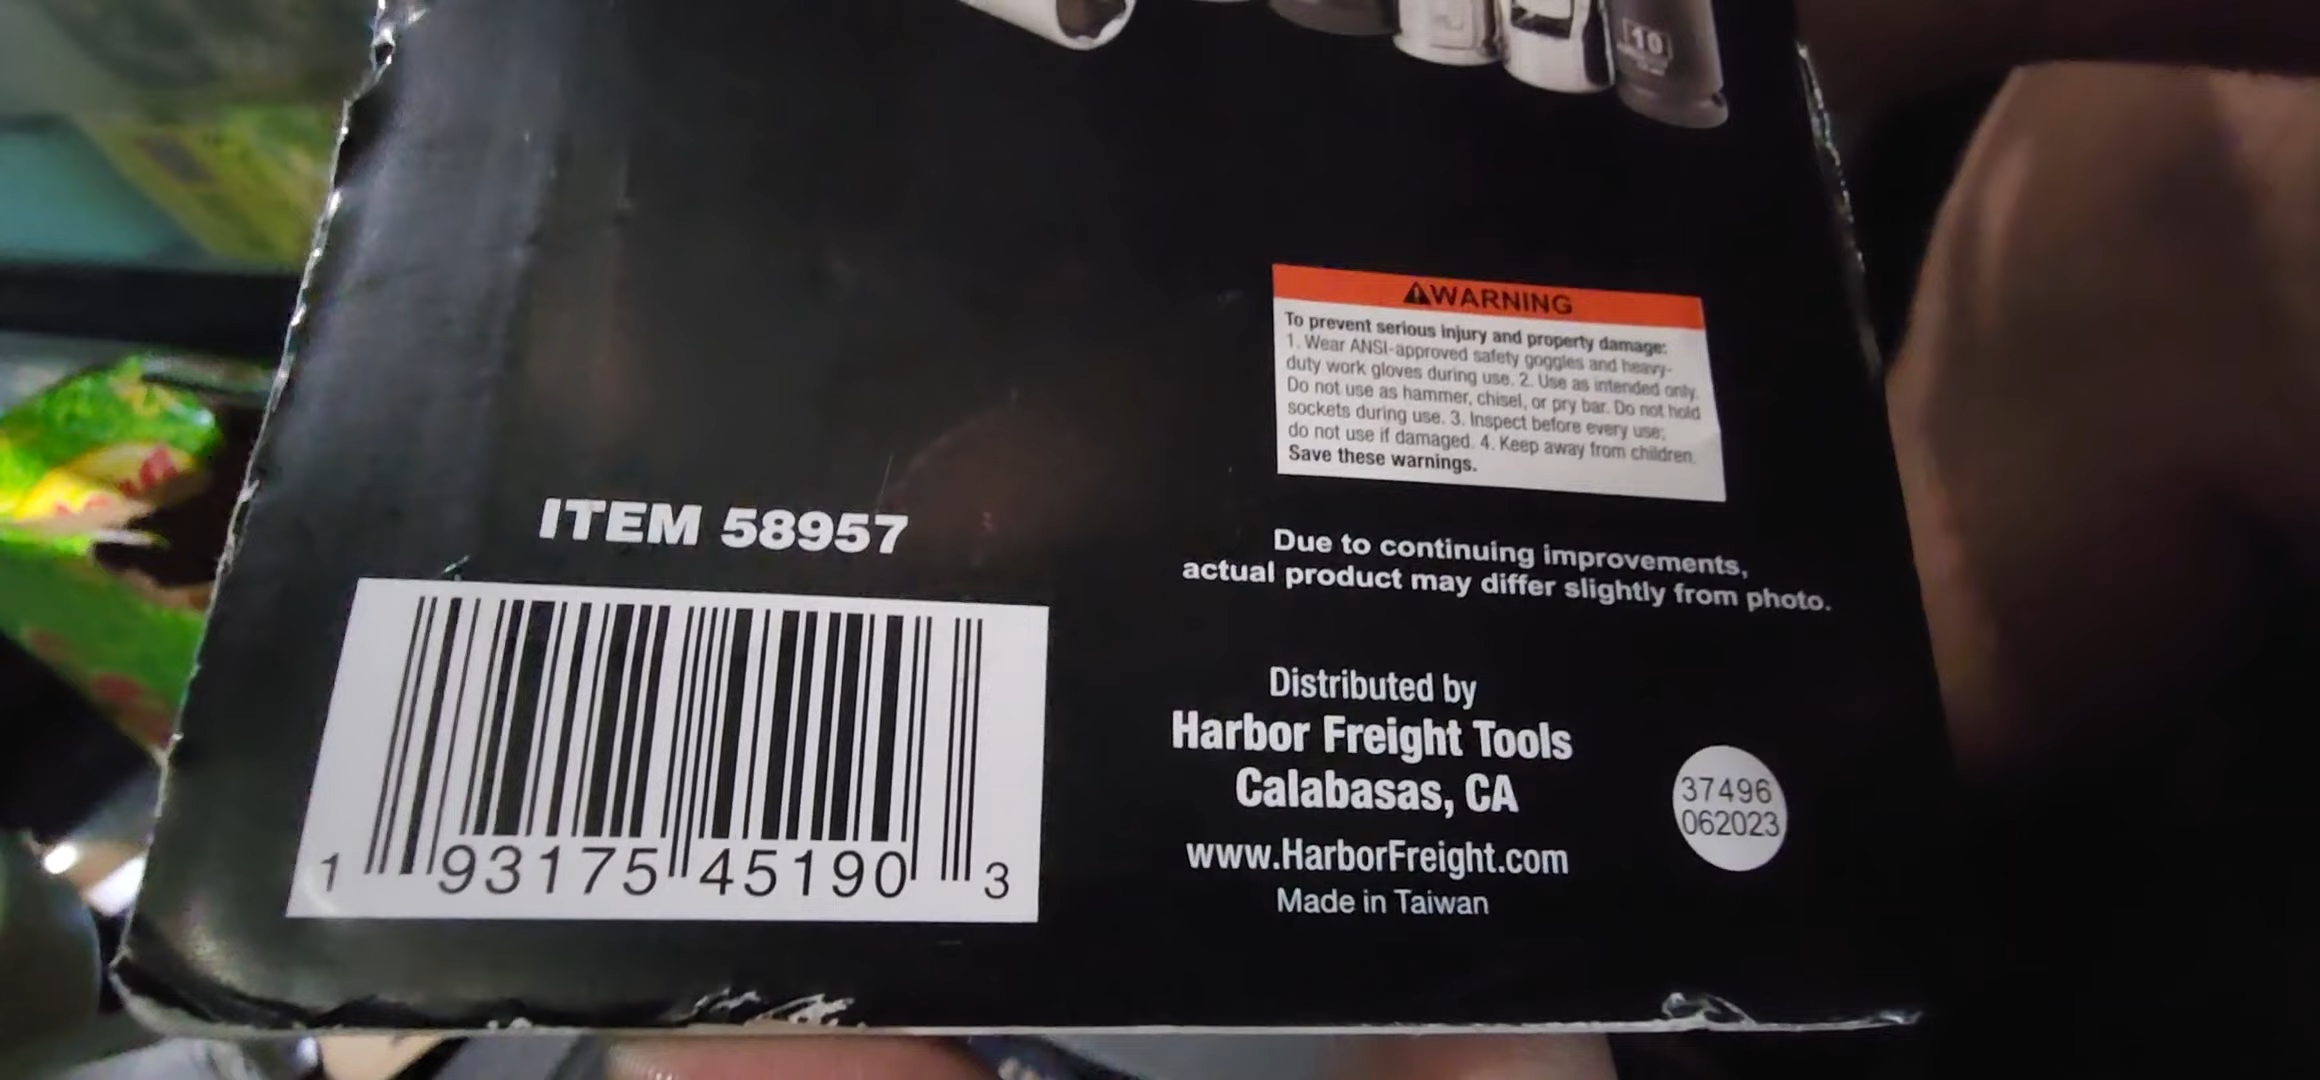 10
⚠WARNING
To prevent serious injury and property damage:
1. Wear ANSI-approved safety goggles and heavy-
duty work gloves during use. 2. Use as intended only.
Do not use as hammer, chisel, or pry bar. Do not hold
sockets during use. 3. Inspect before every use;
do not use if damaged. 4. Keep away from children.
Save these warnings.
ITEM 58957
1 93175 45190 3
Due to continuing improvements,
actual product may differ slightly from photo.
Distributed by
Harbor Freight Tools
Calabasas, CA
www.HarborFreight.com
Made in Taiwan
37496
062023